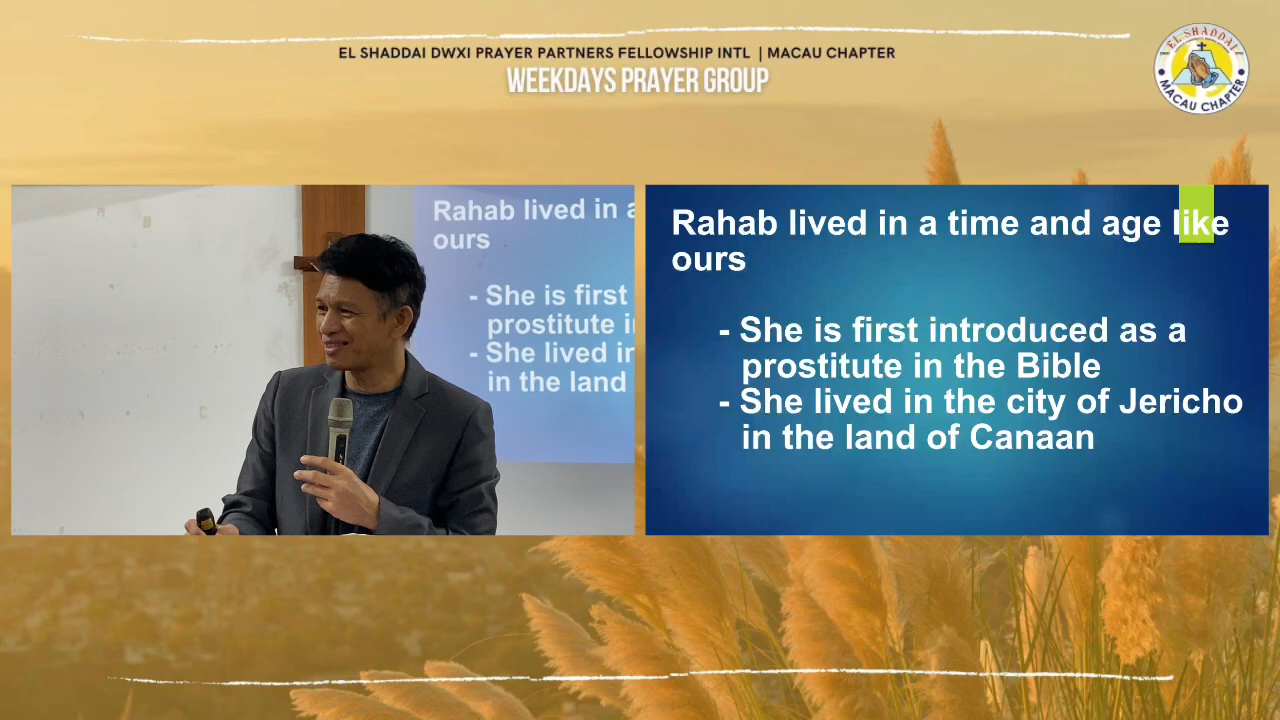 EL SHADDAI DWXI PRAYER PARTNERS FELLOWSHIP INTL | MACAU CHAPTER
WEEKDAYS PRAYER GROUP
EL SHADDAI
MACAU CHAPTER
Rahab lived in a
ours
- She is first
prostitute in
- She lived in
in the land
Rahab lived in a time and age like
ours
- She is first introduced as a
prostitute in the Bible
- She lived in the city of Jericho
in the land of Canaan